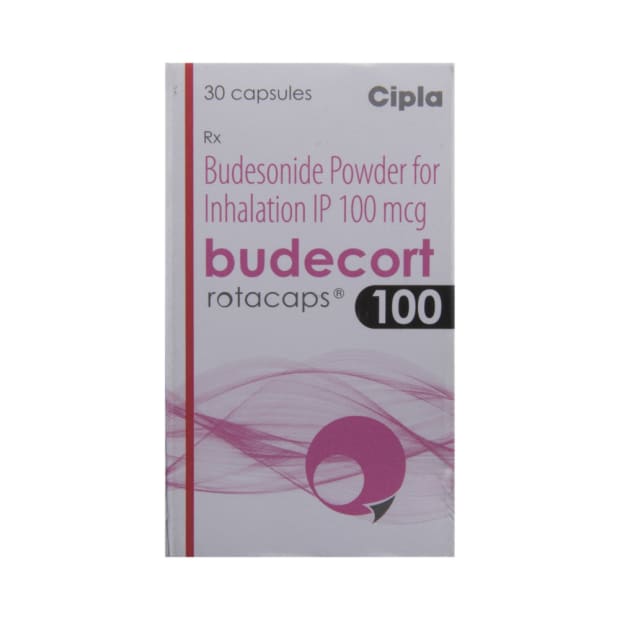 30 capsules
Cipla
Rx
Budesonide Powder for
Inhalation IP 100 mcg
budecort
rotacaps®
100